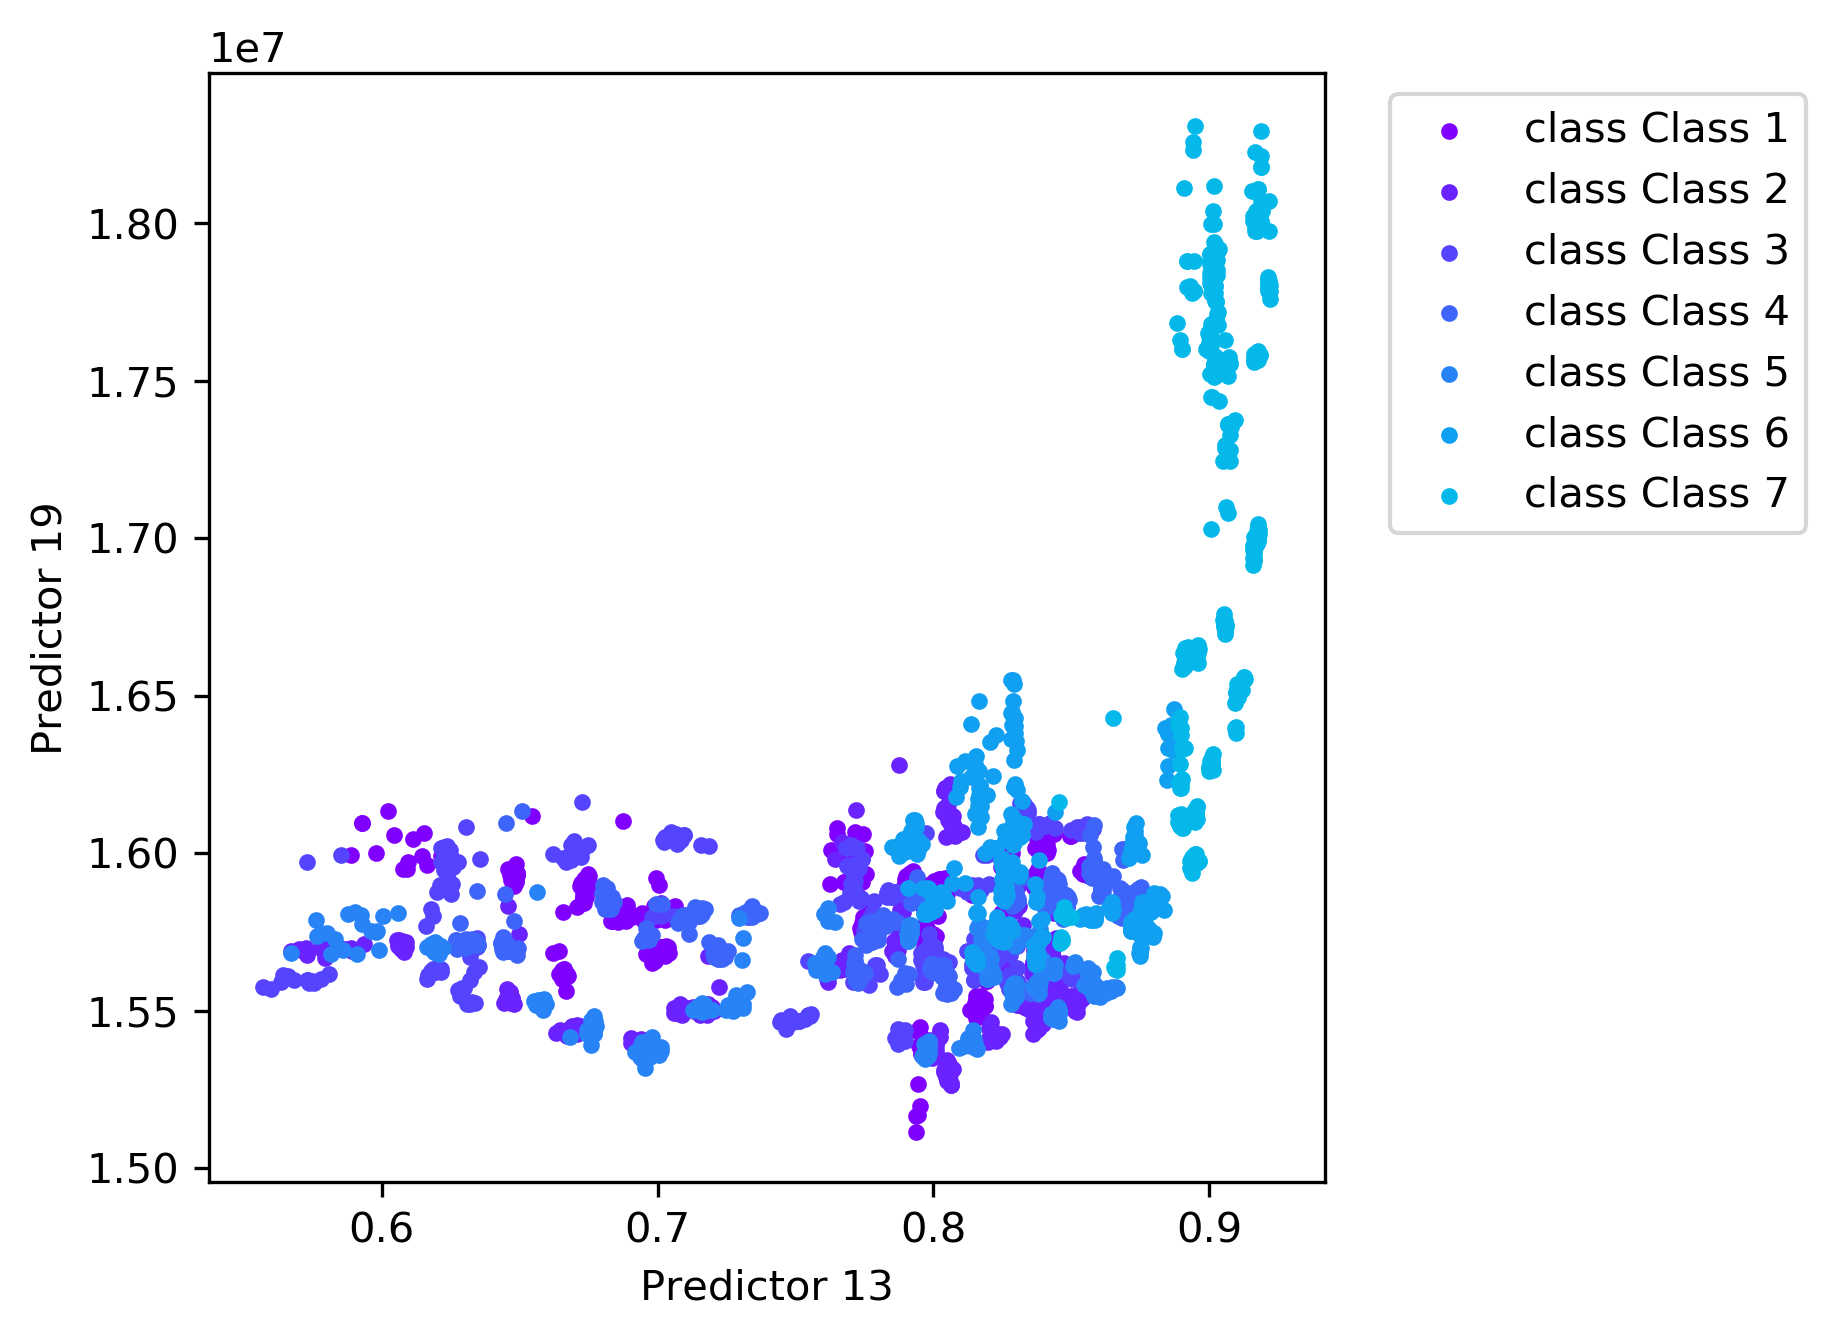 1e7
1.80
1.75
1.70
1.65
1.60
1.55
1.50
Predictor 19
0.6 0.7 0.8 0.9
Predictor 13
class Class 1
class Class 2
class Class 3
class Class 4
class Class 5
class Class 6
class Class 7